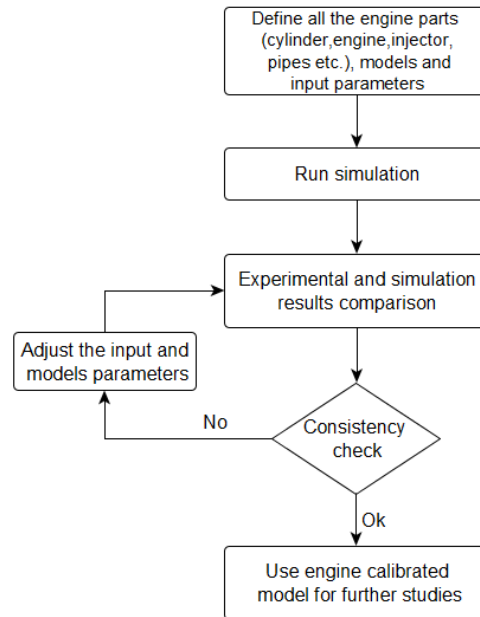 Define all the engine parts
(cylinder,engine,injector,
pipes etc.), models and
input parameters
Run simulation
Experimental and simulation
results comparison
Adjust the input and
models parameters
No
Consistency
check
Ok
Use engine calibrated
model for further studies